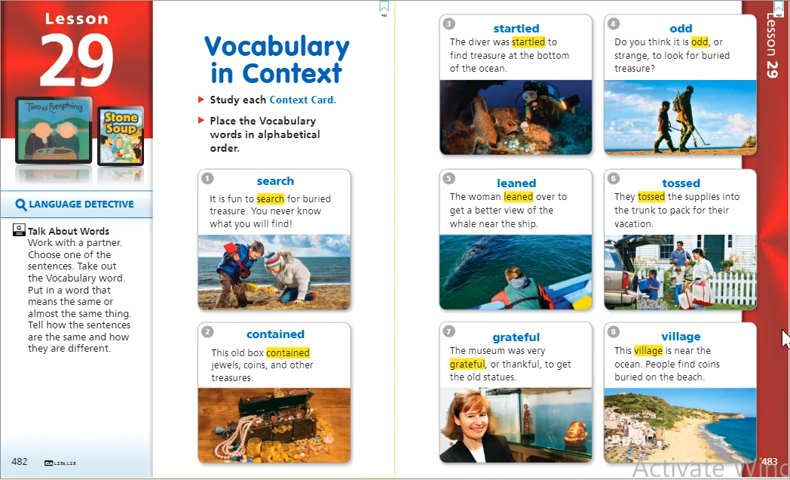 Lesson
29
Two of Everything
Stone
Soup
LANGUAGE DETECTIVE
Talk About Words
Work with a partner.
Choose one of the
sentences. Take out
the Vocabulary word.
Put in a word that
means the same or
almost the same thing.
Tell how the sentences
are the same and how
they are different.
482
Vocabulary
in Context
Study each Context Card.
Place the Vocabulary
words in alphabetical
order.
1
search
It is fun to search for buried
treasure. You never know
what you will find!
2
contained
This old box contained
jewels, coins, and other
treasures.
3
startled
The diver was startled to
find treasure at the bottom
of the ocean.
4
odd
Do you think it is odd, or
strange, to look for buried
treasure?
5
leaned
The woman leaned over to
get a better view of the
whale near the ship.
6
tossed
They tossed the supplies into
the trunk to pack for their
vacation.
7
grateful
The museum was very
grateful, or thankful, to get
the old statues.
8
village
This village is near the
ocean. People find coins
buried on the beach.
Lesson 29
483
Activate Wind